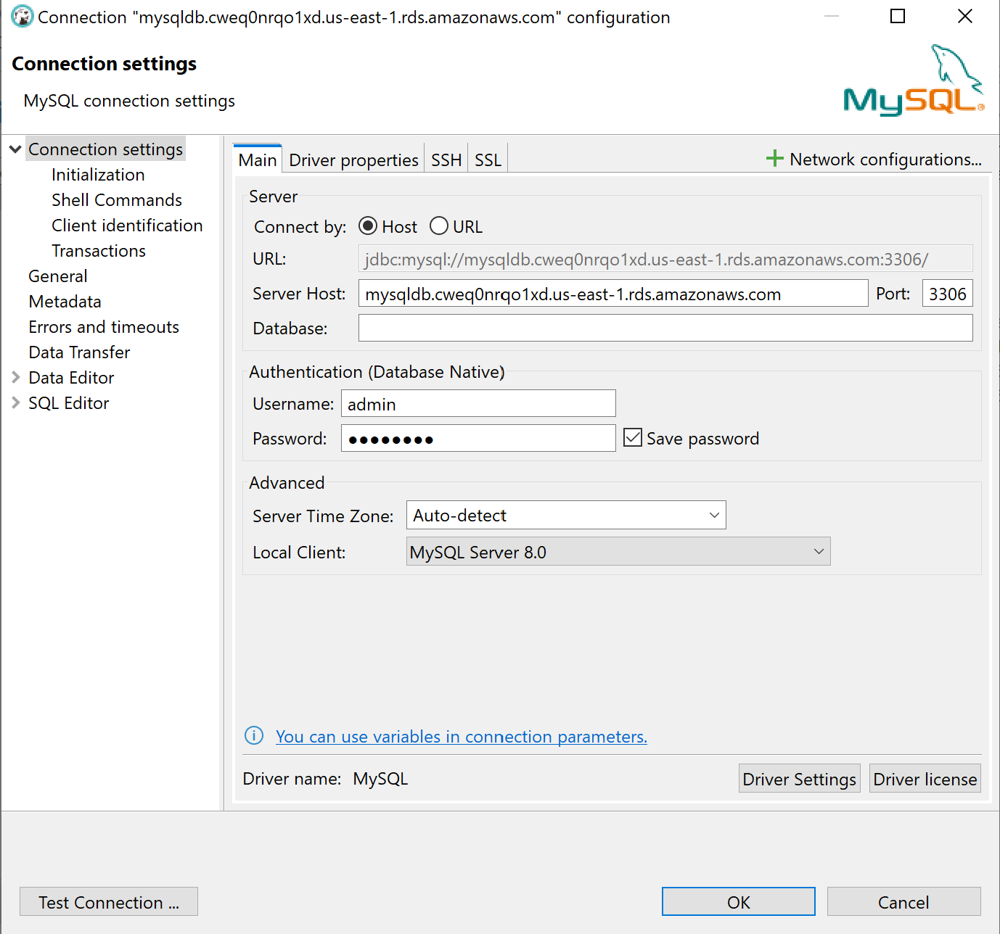 Connection "mysqldb.cweq0nrqo1xd.us-east-1.rds.amazonaws.com" configuration
Connection settings
MySQL connection settings
MySQL®
Connection settings
Initialization
Shell Commands
Client identification
Transactions
General
Metadata
Errors and timeouts
Data Transfer
Data Editor
SQL Editor
Main Driver properties SSH SSL Network configurations...
Server
Connect by: Host URL
URL: jdbc:mysql://mysqldb.cweq0nrqo1xd.us-east-1.rds.amazonaws.com:3306/
Server Host: mysqldb.cweq0nrqo1xd.us-east-1.rds.amazonaws.com Port: 3306
Database:
Authentication (Database Native)
Username: admin
Password: ●●●●●●●● Save password
Advanced
Server Time Zone: Auto-detect
Local Client: MySQL Server 8.0
You can use variables in connection parameters.
Driver name: MySQL Driver Settings Driver license
Test Connection ... OK Cancel